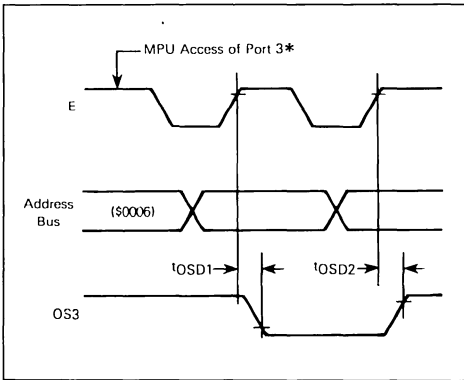 MPU Access of Port 3*
E
Address
Bus
($0006)
tOSD1
tOSD2
OS3